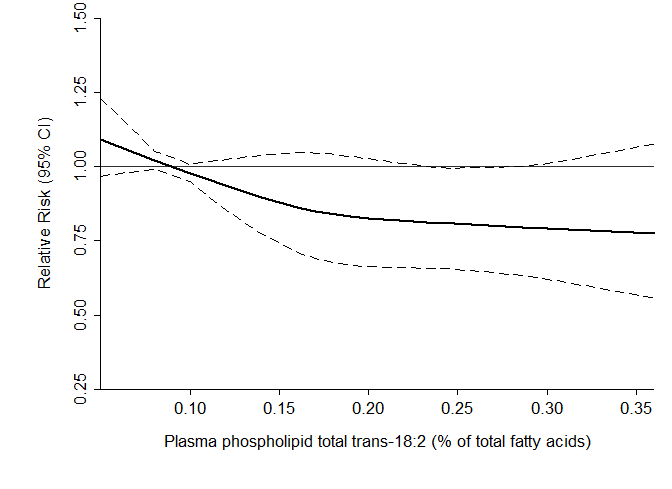 1.50
1.25
1.00
0.75
0.50
0.25
Relative Risk (95% CI)
0.10 0.15 0.20 0.25 0.30 0.35
Plasma phospholipid total trans-18:2 (% of total fatty acids)